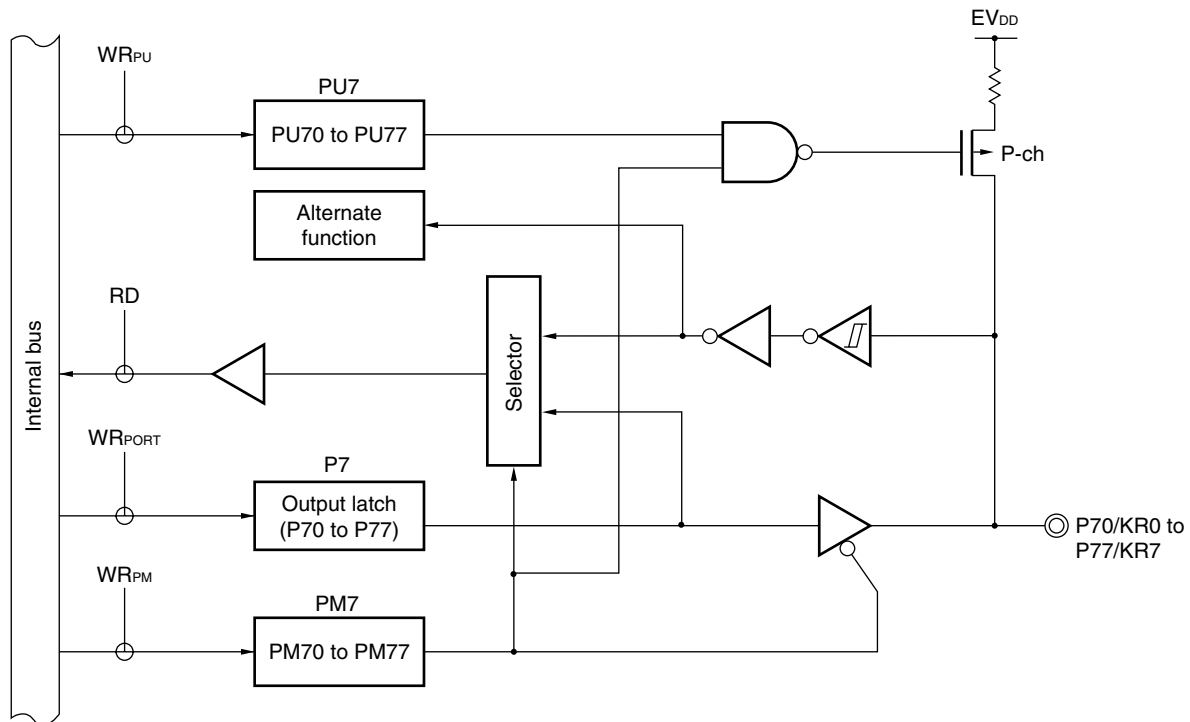 EVDD
WRPU
PU7
PU70 to PU77
P-ch
Alternate
function
RD
Selector
Internal bus
WRPORT
P7
Output latch
(P70 to P77)
P70/KR0 to
P77/KR7
WRPM
PM7
PM70 to PM77